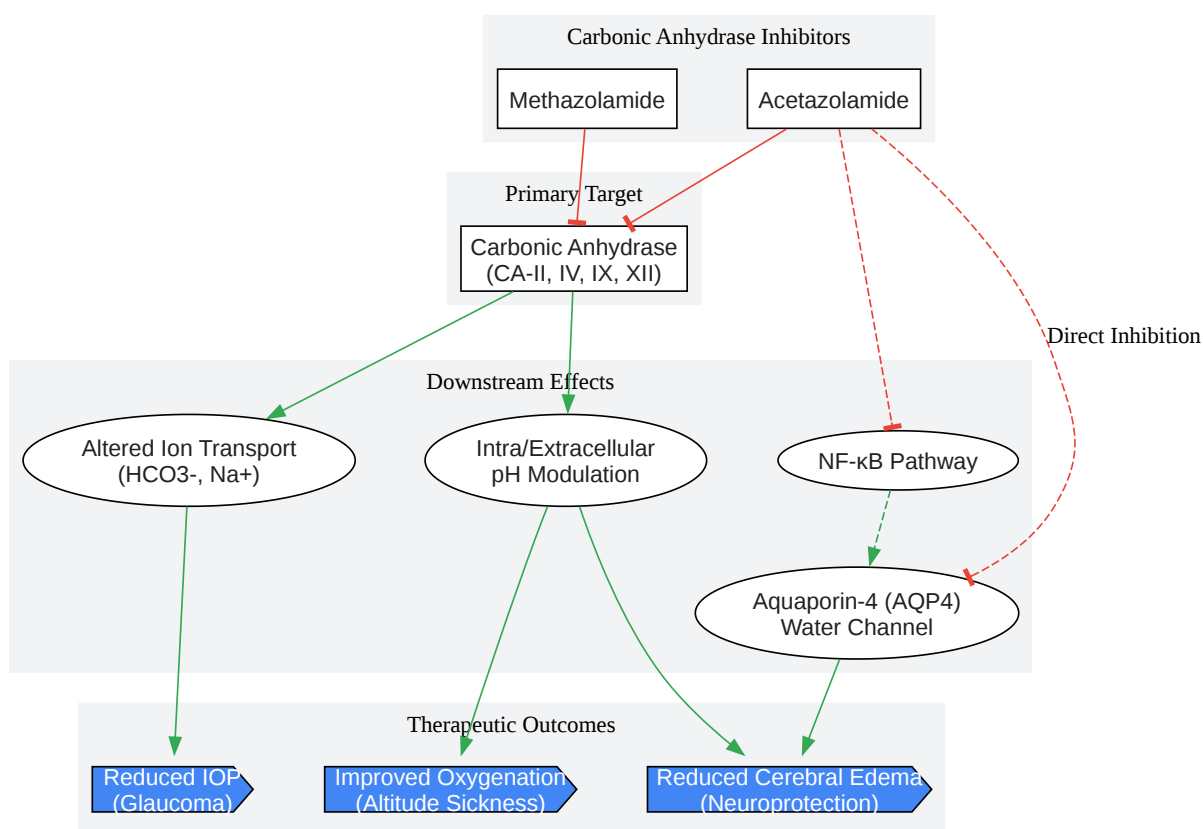 Carbonic Anhydrase Inhibitors
Methazolamide
Acetazolamide
Primary Target
Carbonic Anhydrase
(CA-II, IV, IX, XII)
Direct Inhibition
Downstream Effects
Altered Ion Transport
(HCO3-, Na+)
Intra/Extracellular
pH Modulation
NF-κB Pathway
Aquaporin-4 (AQP4)
Water Channel
Therapeutic Outcomes
Reduced IOP
(Glaucoma)
Improved Oxygenation
(Altitude Sickness)
Reduced Cerebral Edema
(Neuroprotection)